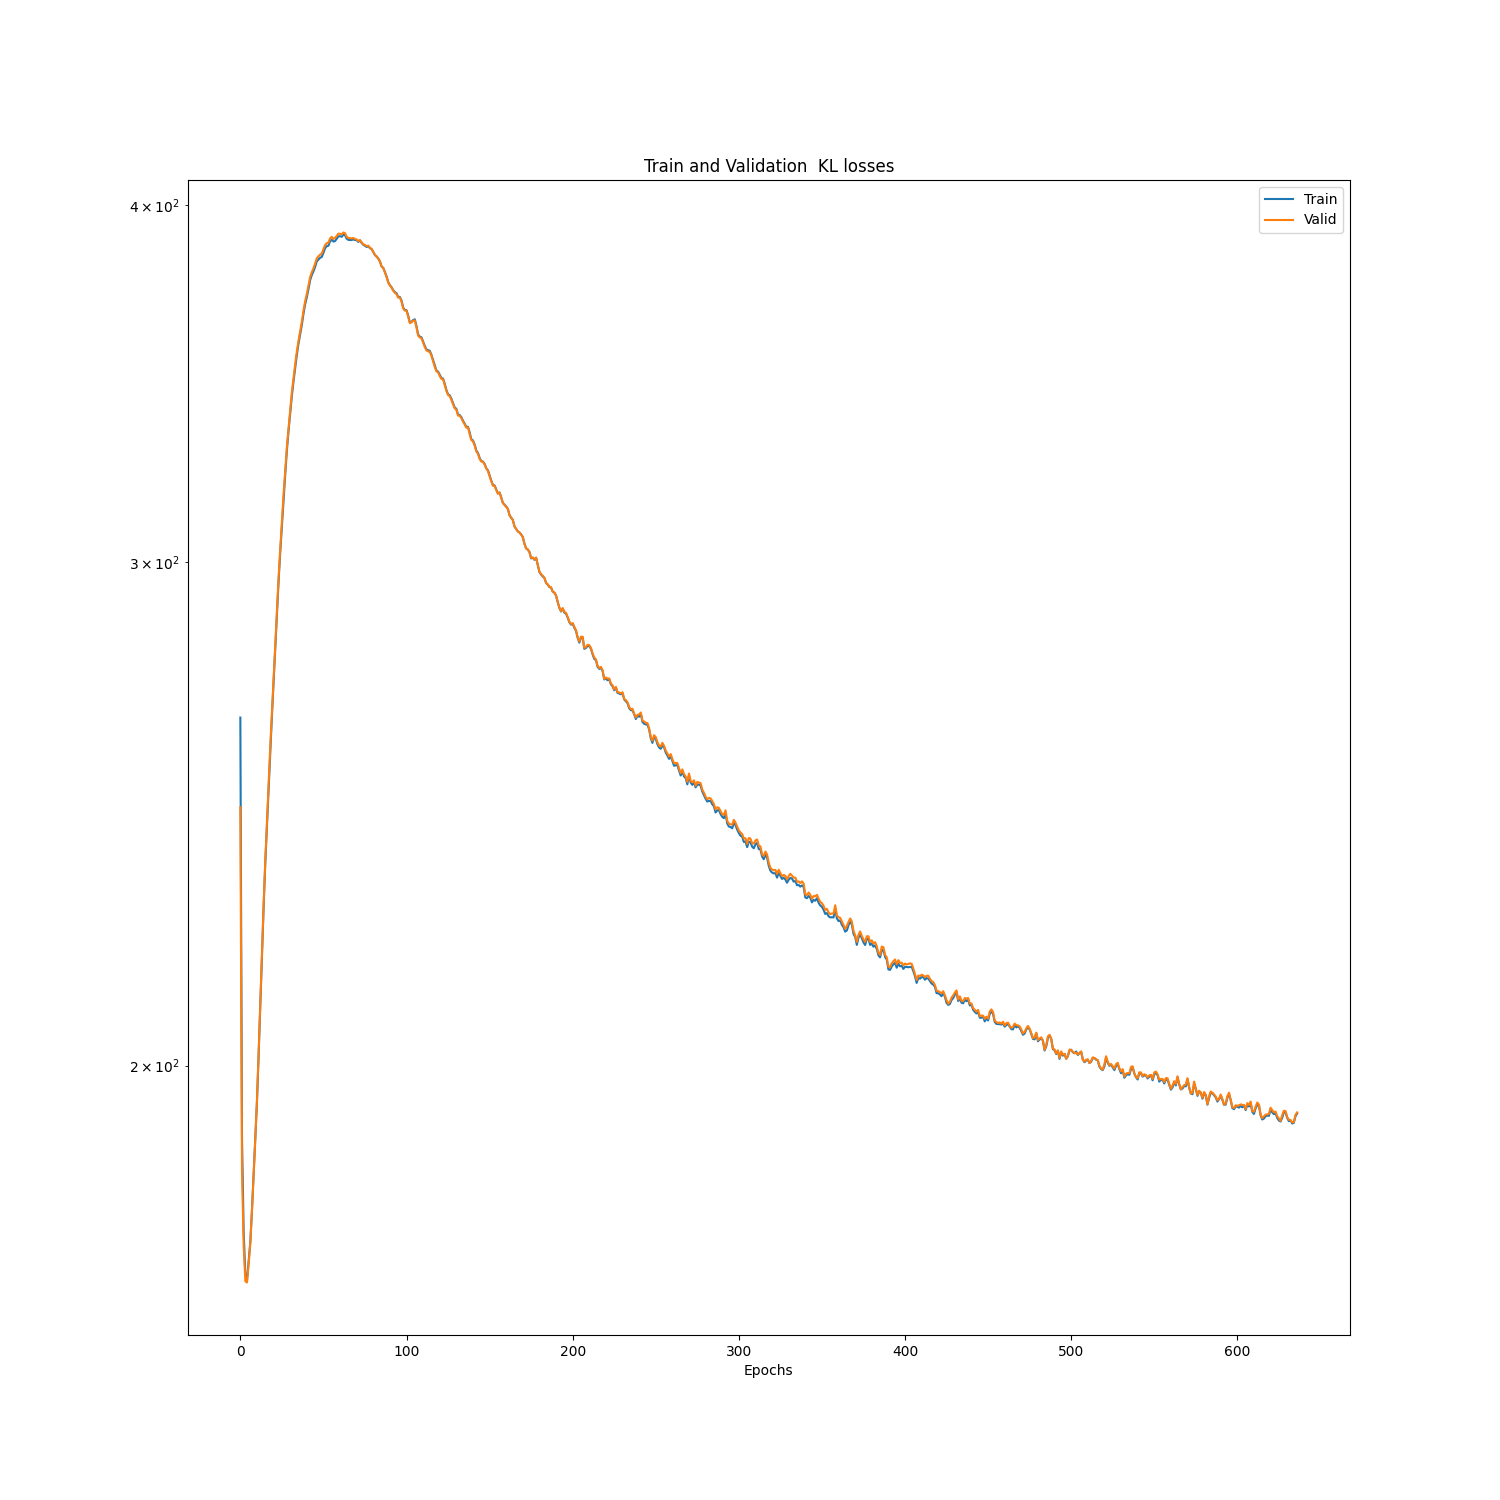 Train and Validation  KL losses
Train
Valid
4 × 10²
3 × 10²
2 × 10²
0 100 200 300 400 500 600
Epochs